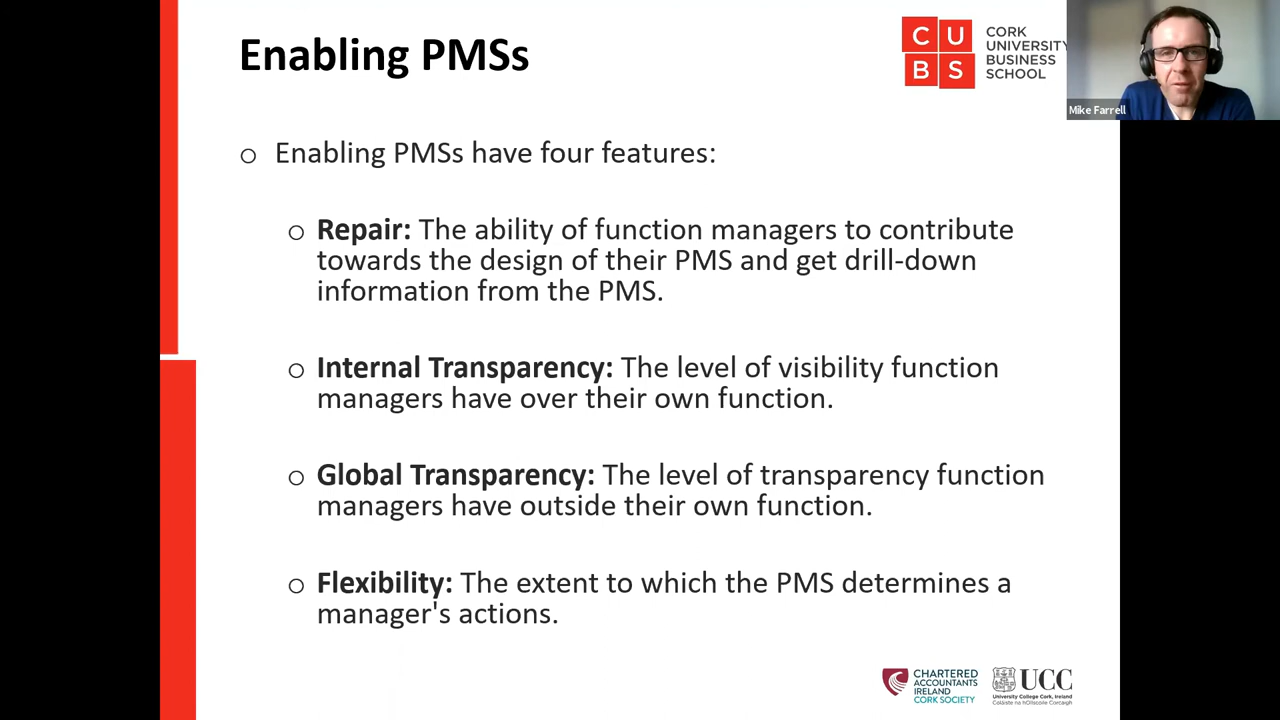 Enabling PMSs
C U
B S
CORK
UNIVERSITY
BUSINESS
SCHOOL
Mike Farrell
o Enabling PMSs have four features:
o Repair: The ability of function managers to contribute
towards the design of their PMS and get drill-down
information from the PMS.
o Internal Transparency: The level of visibility function
managers have over their own function.
o Global Transparency: The level of transparency function
managers have outside their own function.
o Flexibility: The extent to which the PMS determines a
manager's actions.
CHARTERED
ACCOUNTANTS
IRELAND
CORK SOCIETY
UCC
University College Cork, Ireland
Coláiste na hOllscoile Corcaigh